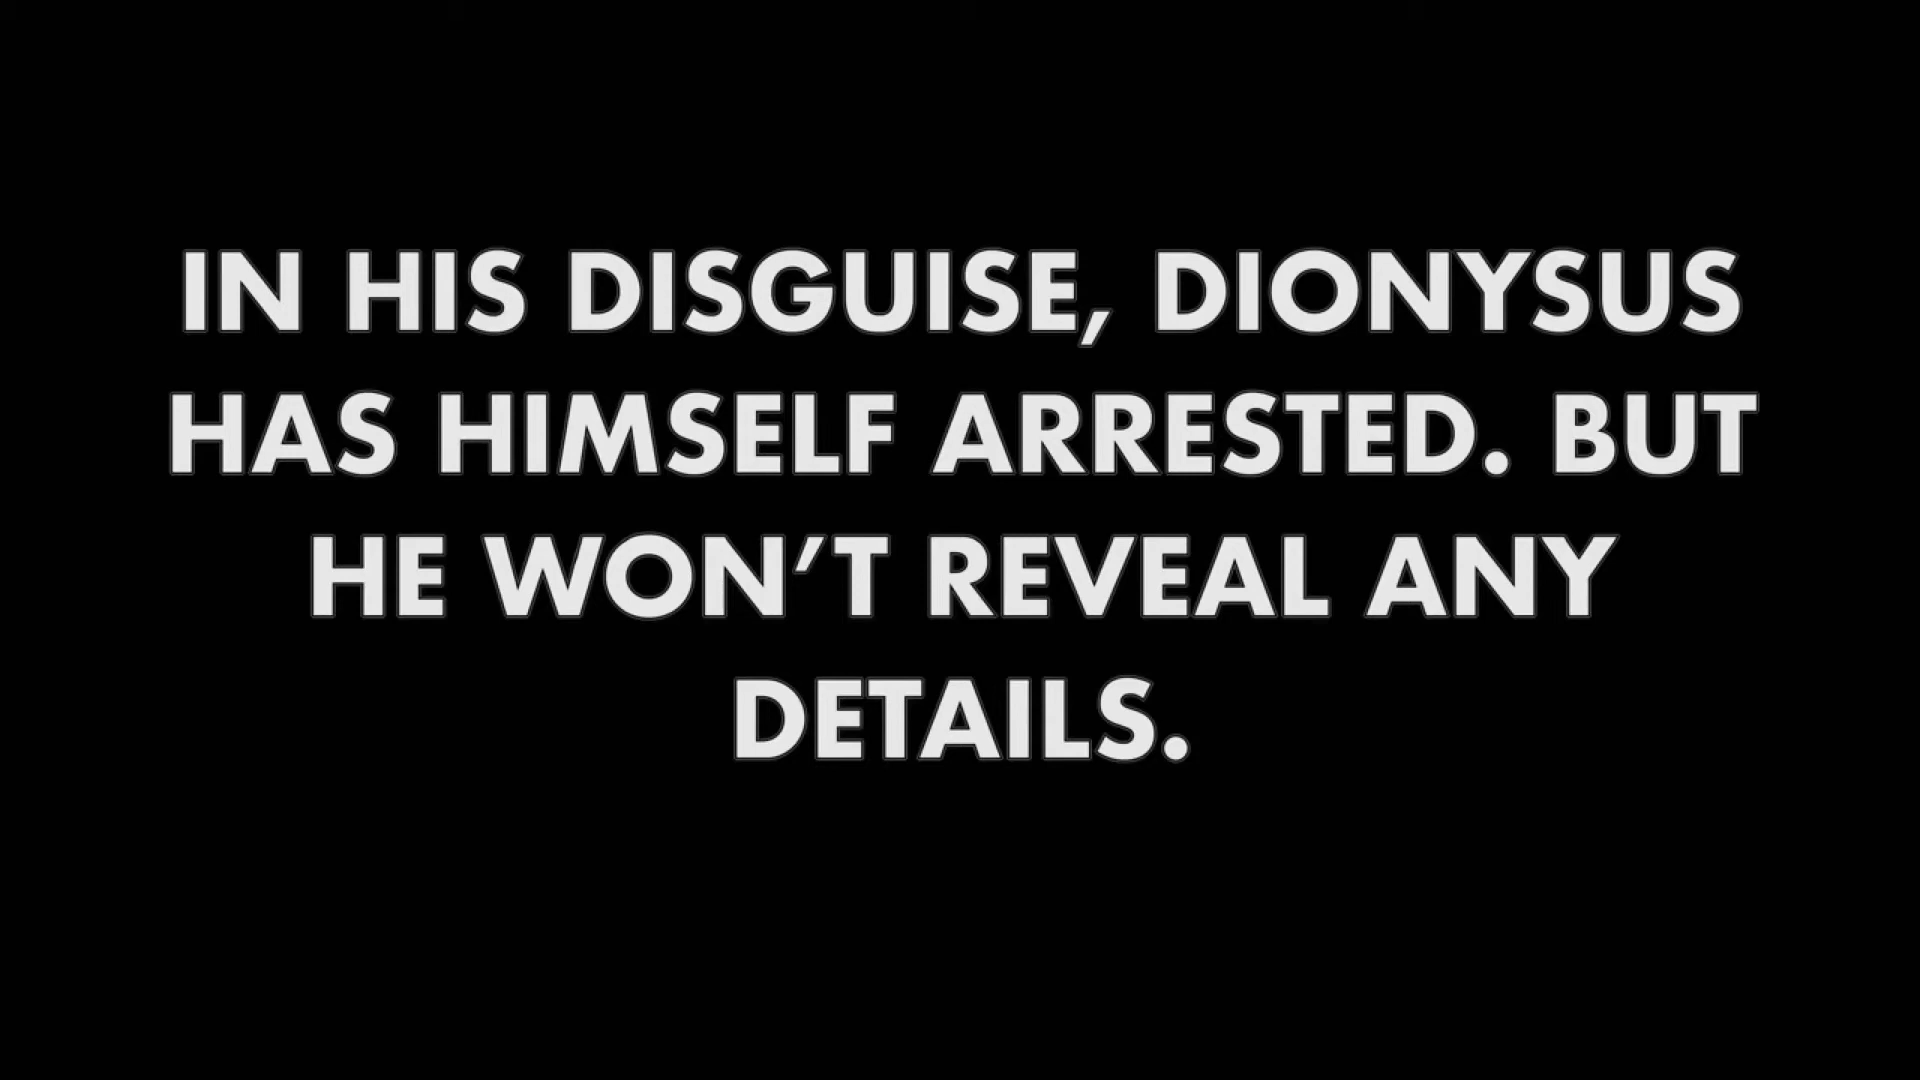 IN HIS DISGUISE, DIONYSUS
HAS HIMSELF ARRESTED. BUT
HE WON’T REVEAL ANY
DETAILS.